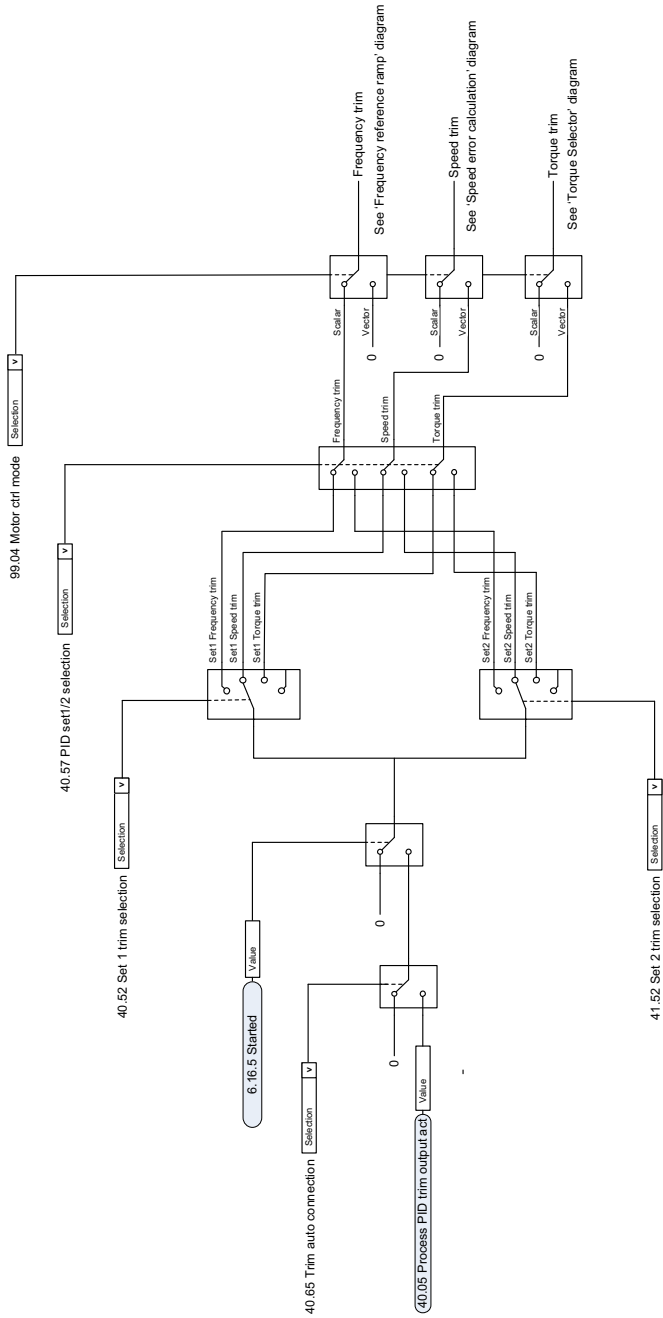 99.04 Motor ctrl mode
Selection
v
40.57 PID set1/2 selection
Selection
v
40.52 Set 1 trim selection
Selection
v
6.16.5 Started
Value
40.65 Trim auto connection
Selection
v
40.05 Process PID trim output act
Value
0
0
-
Set1 Frequency trim
Set1 Speed trim
Set1 Torque trim
Set2 Frequency trim
Set2 Speed trim
Set2 Torque trim
41.52 Set 2 trim selection
Selection
v
Frequency trim
Speed trim
Torque trim
Scalar
Vector
0
Frequency trim
See 'Frequency reference ramp' diagram
Scalar
Vector
0
Speed trim
See 'Speed error calculation' diagram
Scalar
Vector
0
Torque trim
See 'Torque Selector' diagram